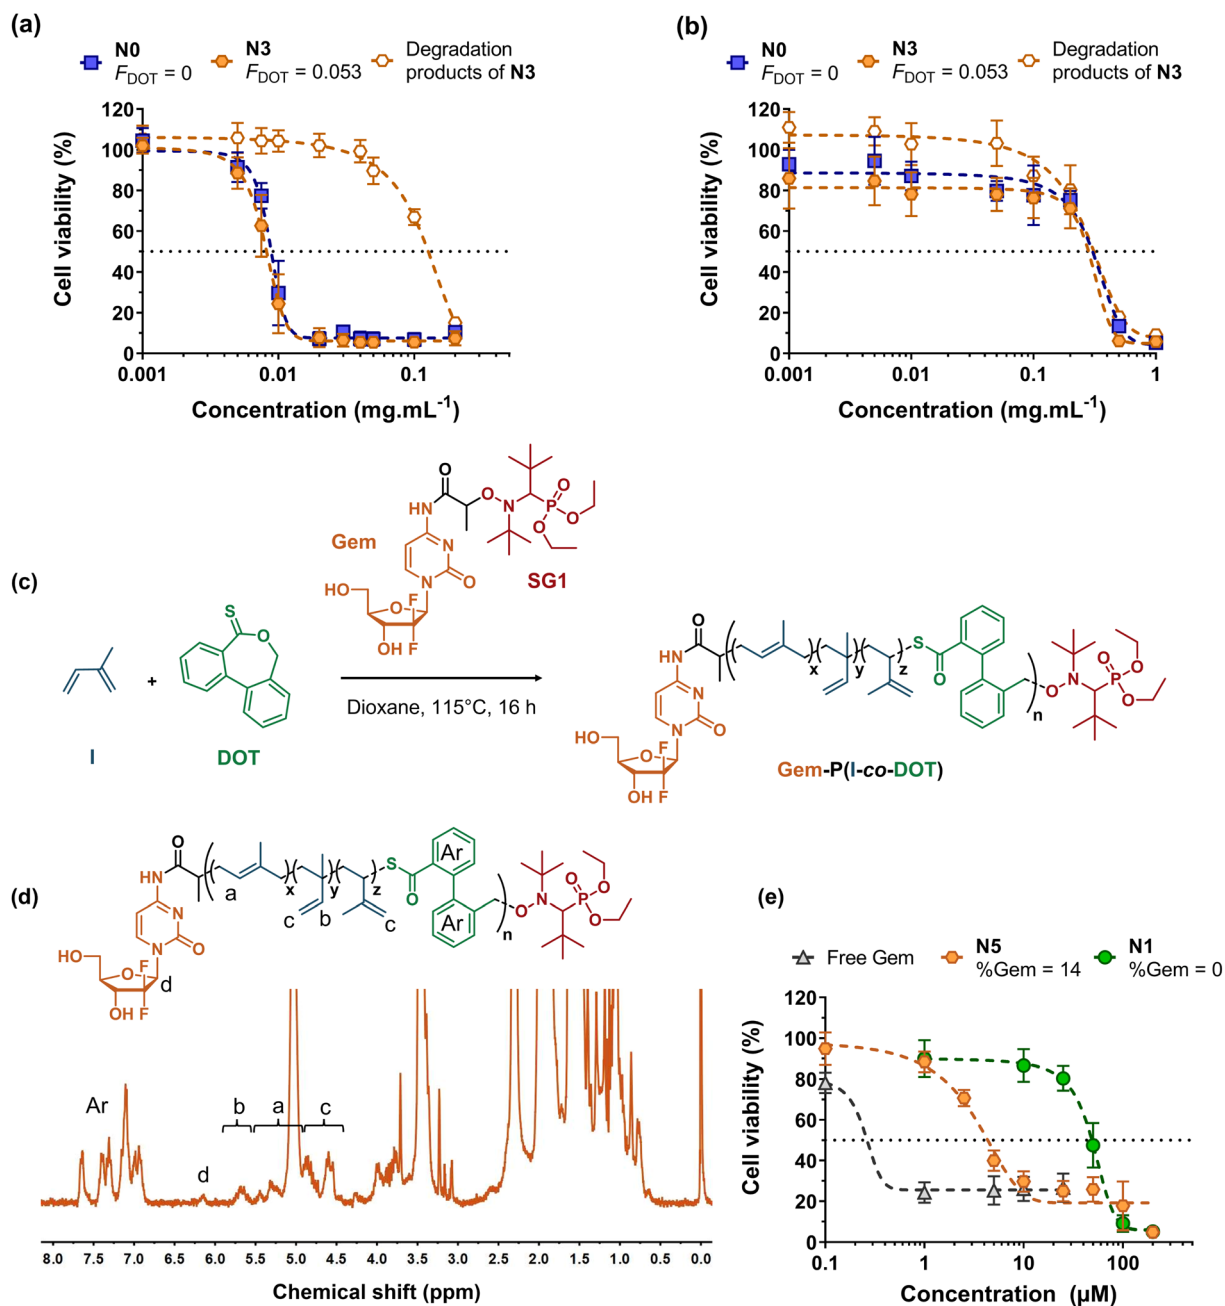 (a)
N0
F_DOT = 0
N3
F_DOT = 0.053
Degradation
products of N3
Cell viability (%)
120
100
80
60
40
20
0
0.001
0.01
0.1
Concentration (mg.mL⁻¹)
(b)
N0
F_DOT = 0
N3
F_DOT = 0.053
Degradation
products of N3
Cell viability (%)
120
100
80
60
40
20
0
0.001
0.01
0.1
1
Concentration (mg.mL⁻¹)
(c)
I
+
S
O
DOT
Gem
O
HN
O
N
P
O
O
O
N
N
O
HO
O
F
OH F
SG1
Dioxane, 115°C, 16 h
O
HN
x
y
z
S
O
n
O
N
P
O
O
O
N
N
O
HO
O
F
OH F
Gem-P(I-co-DOT)
(d)
O
HN
a
x
y
z
c
b
c
S
O
Ar
Ar
n
O
N
P
O
O
O
N
N
O
HO
O
F
d
OH F
Ar
d
b
a
c
8.0 7.5 7.0 6.5 6.0 5.5 5.0 4.5 4.0 3.5 3.0 2.5 2.0 1.5 1.0 0.5 0.0
Chemical shift (ppm)
(e)
Free Gem
N5
%Gem = 14
N1
%Gem = 0
Cell viability (%)
120
100
80
60
40
20
0
0.1
1
10
100
Concentration (µM)